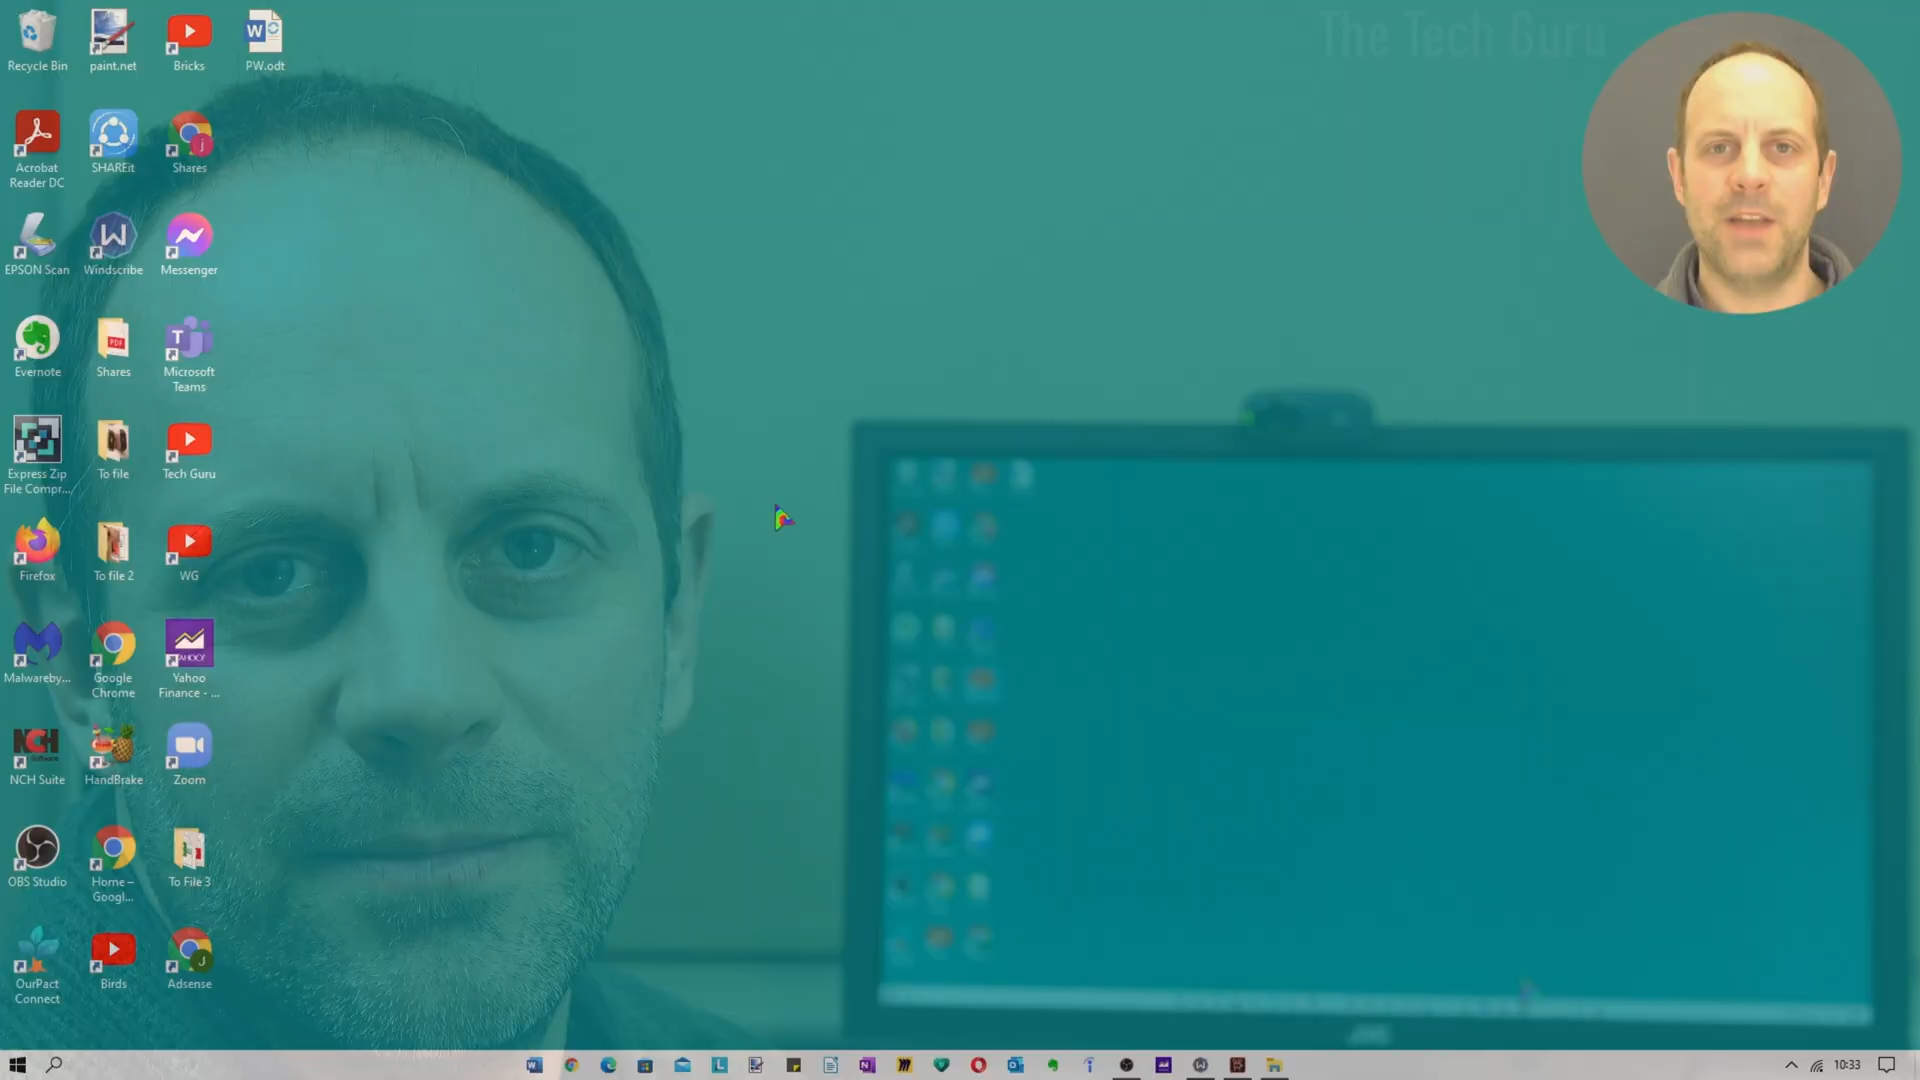 The Tech Guru
Recycle Bin
paint.net
Bricks
PW.odt
Acrobat
Reader DC
SHAREit
Shares
EPSON Scan
Windscribe
Messenger
Evernote
Shares
Microsoft
Teams
Express Zip
File Compr...
To file
Tech Guru
Firefox
To file 2
WG
Malwareby...
Google
Chrome
Yahoo
Finance - ...
NCH Suite
HandBrake
Zoom
OBS Studio
Home –
Googl...
To File 3
OurPact
Connect
Birds
Adsense
10:33